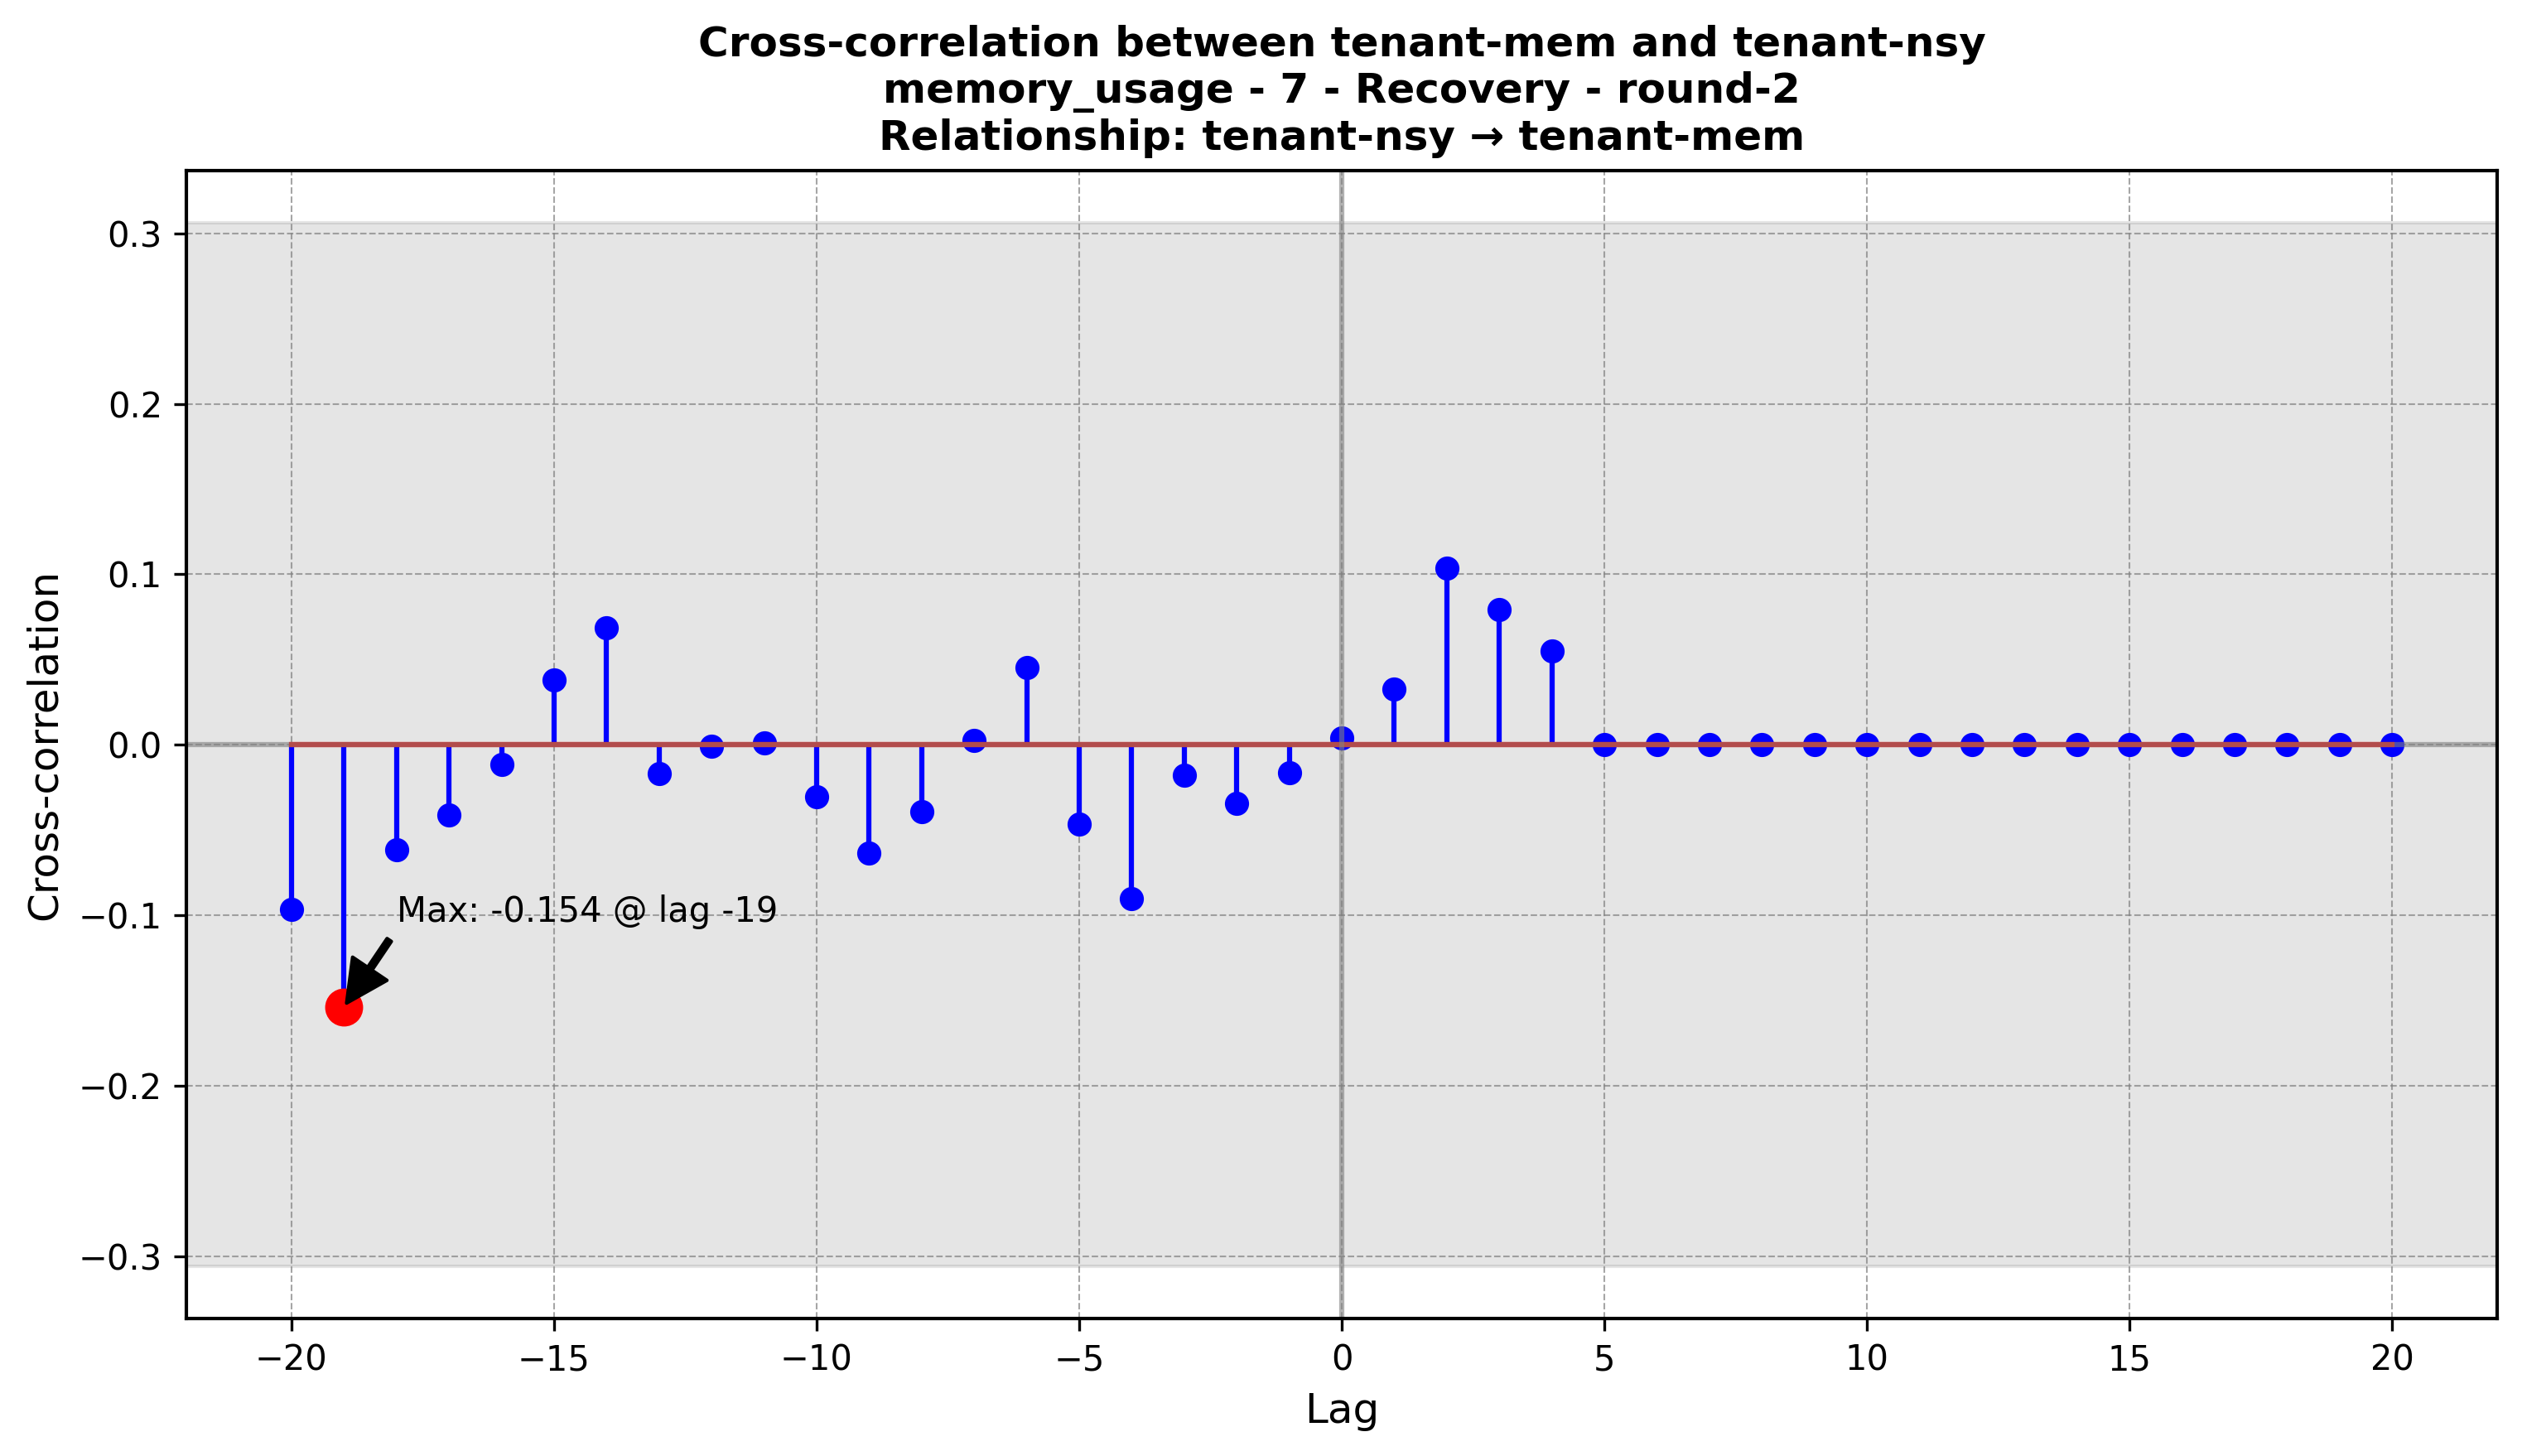 Cross-correlation between tenant-mem and tenant-nsy
memory_usage - 7 - Recovery - round-2
Relationship: tenant-nsy → tenant-mem
Cross-correlation
0.3
0.2
0.1
0.0
−0.1
−0.2
−0.3
Max: -0.154 @ lag -19
−20 −15 −10 −5 0 5 10 15 20
Lag